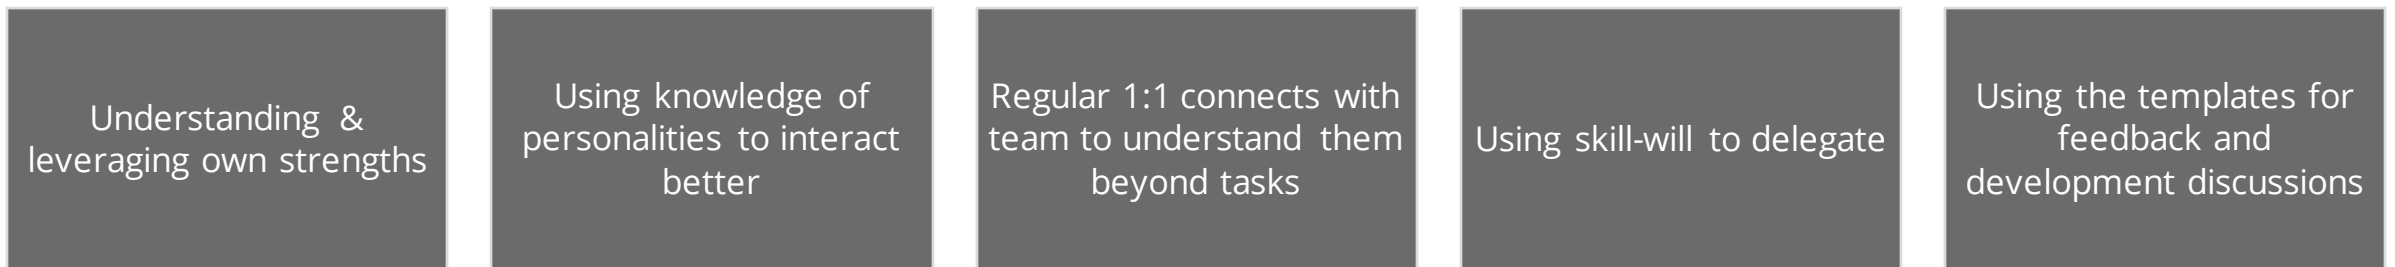 Understanding &
leveraging own strengths
Using knowledge of
personalities to interact
better
Regular 1:1 connects with
team to understand them
beyond tasks
Using skill-will to delegate
Using the templates for
feedback and
development discussions